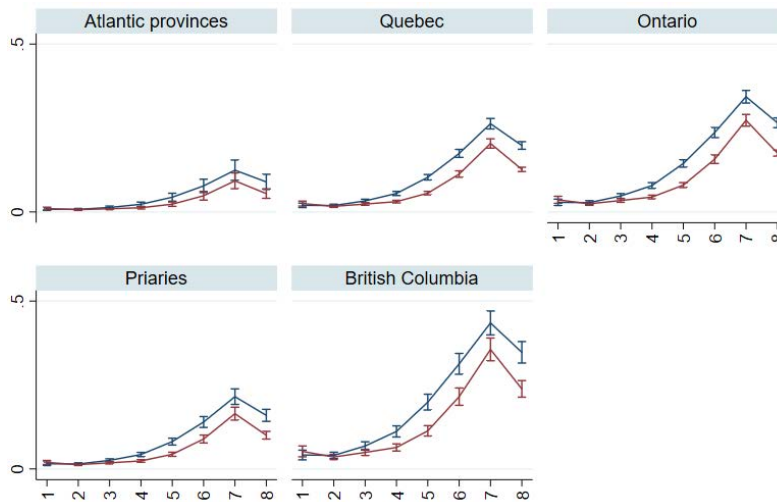 Atlantic provinces Quebec Ontario
.5
0
1 2 3 4 5 6 7 8
Priaries British Columbia
.5
0
1 2 3 4 5 6 7 8 1 2 3 4 5 6 7 8